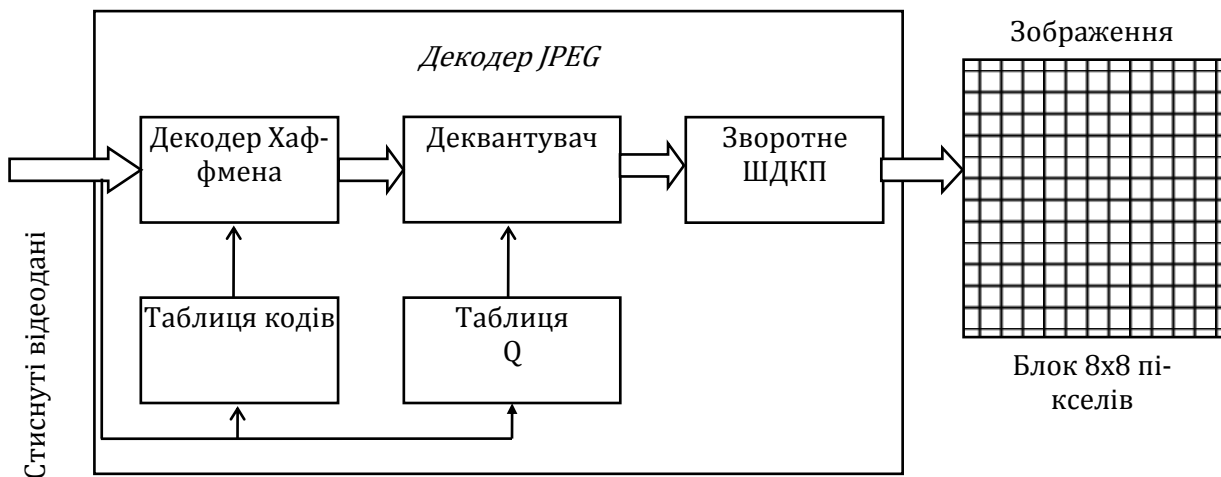 Декодер JPEG
Зображення
Декодер Хаф-
фмена
Деквантувач
Зворотне
ШДКП
Стиснуті відеодані
Таблиця кодів
Таблиця
Q
Блок 8х8 пі-
кселів